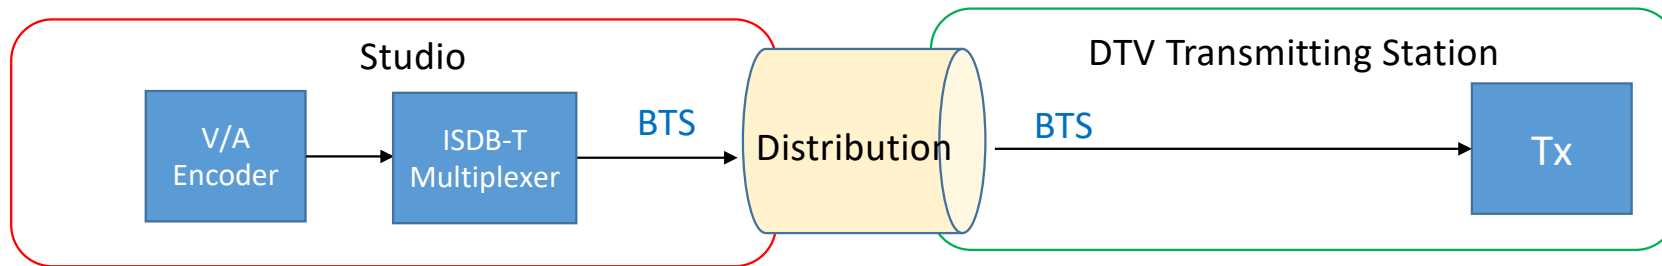 Studio
V/A
Encoder
ISDB-T
Multiplexer
BTS
Distribution
DTV Transmitting Station
BTS
Tx